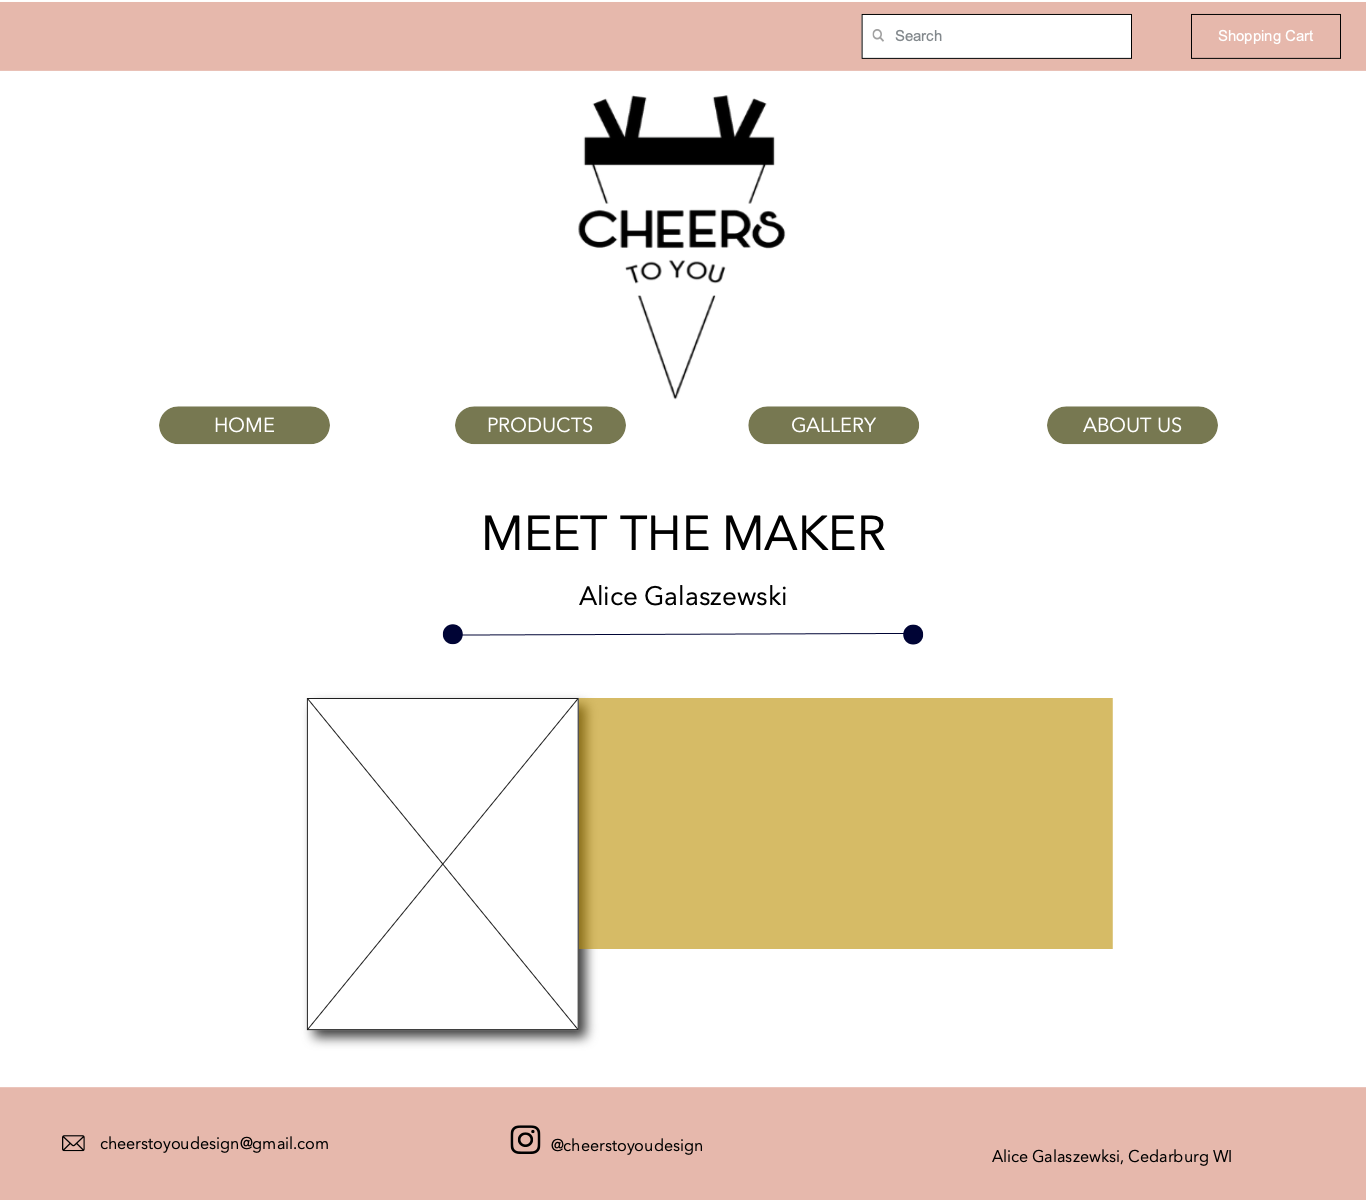 Search
Shopping Cart
CHEERS
TO YOU
HOME
PRODUCTS
GALLERY
ABOUT US
MEET THE MAKER
Alice Galaszewski
cheerstoyoudesign@gmail.com
@cheerstoyoudesign
Alice Galaszewksi, Cedarburg WI